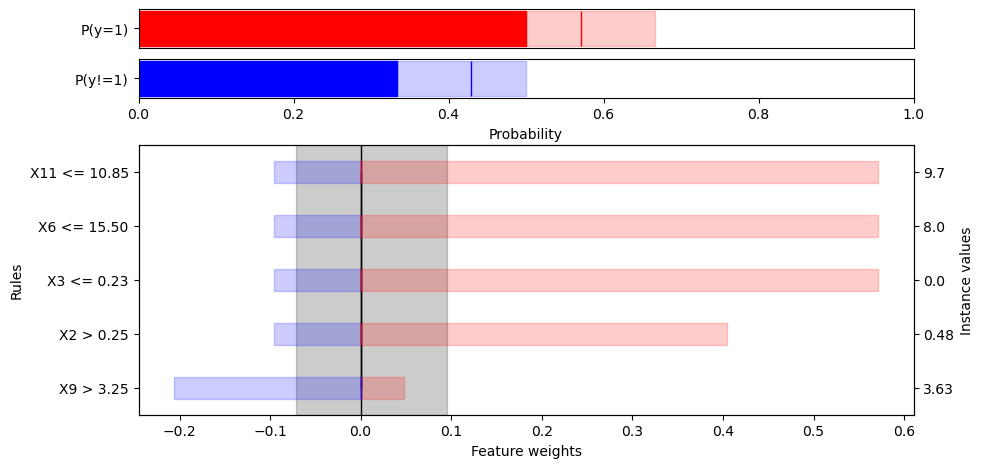 P(y=1)
P(y!=1)
0.0 0.2 0.4 0.6 0.8 1.0
Probability
X11 <= 10.85 9.7
X6 <= 15.50 8.0
X3 <= 0.23 0.0
X2 > 0.25 0.48
X9 > 3.25 3.63
Rules
Instance values
−0.2 −0.1 0.0 0.1 0.2 0.3 0.4 0.5 0.6
Feature weights